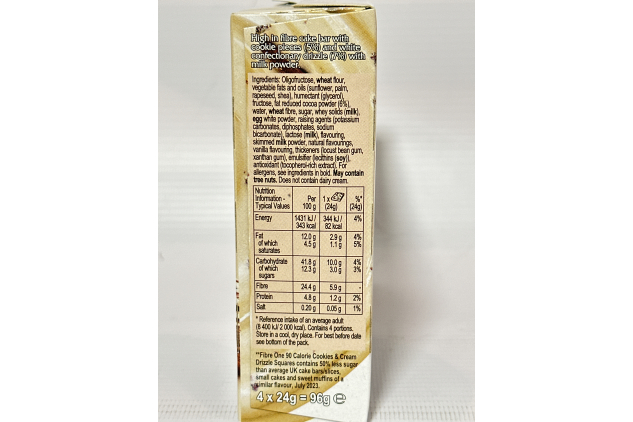 High in fibre cake bar with
cookie pieces (5%) and white
confectionary drizzle (7%) with
milk powder.
Ingredients: Oligofructose, wheat flour,
vegetable fats and oils (sunflower, palm,
rapeseed, shea), humectant (glycerol),
fructose, fat reduced cocoa powder (6%),
water, wheat fibre, sugar, whey solids (milk),
egg white powder, raising agents (potassium
carbonates, diphosphates, sodium
bicarbonate), lactose (milk), flavouring,
skimmed milk powder, natural flavourings,
vanilla flavouring, thickeners (locust bean gum,
xanthan gum), emulsifier (lecithins (soy)),
antioxidant (tocopherol-rich extract). For
allergens, see ingredients in bold. May contain
tree nuts. Does not contain dairy cream.
Nutrition
Information - Per 1 x %*
Typical Values 100 g (24g) (24g)
Energy 1431 kJ / 344 kJ / 4%
343 kcal 82 kcal
Fat 12.0 g 2.9 g 4%
of which 4.5 g 1.1 g 5%
saturates
Carbohydrate 41.8 g 10.0 g 4%
of which 12.3 g 3.0 g 3%
sugars
Fibre 24.4 g 5.9 g -
Protein 4.8 g 1.2 g 2%
Salt 0.20 g 0.05 g 1%
* Reference intake of an average adult
(8 400 kJ/ 2 000 kcal). Contains 4 portions.
Store in a cool, dry place. For best before date
see bottom of the pack.
**Fibre One 90 Calorie Cookies & Cream
Drizzle Squares contains 50% less sugar
than average UK cake bars/slices,
small cakes and sweet muffins of a
similar flavour, July 2023.
4 x 24g = 96g ℮